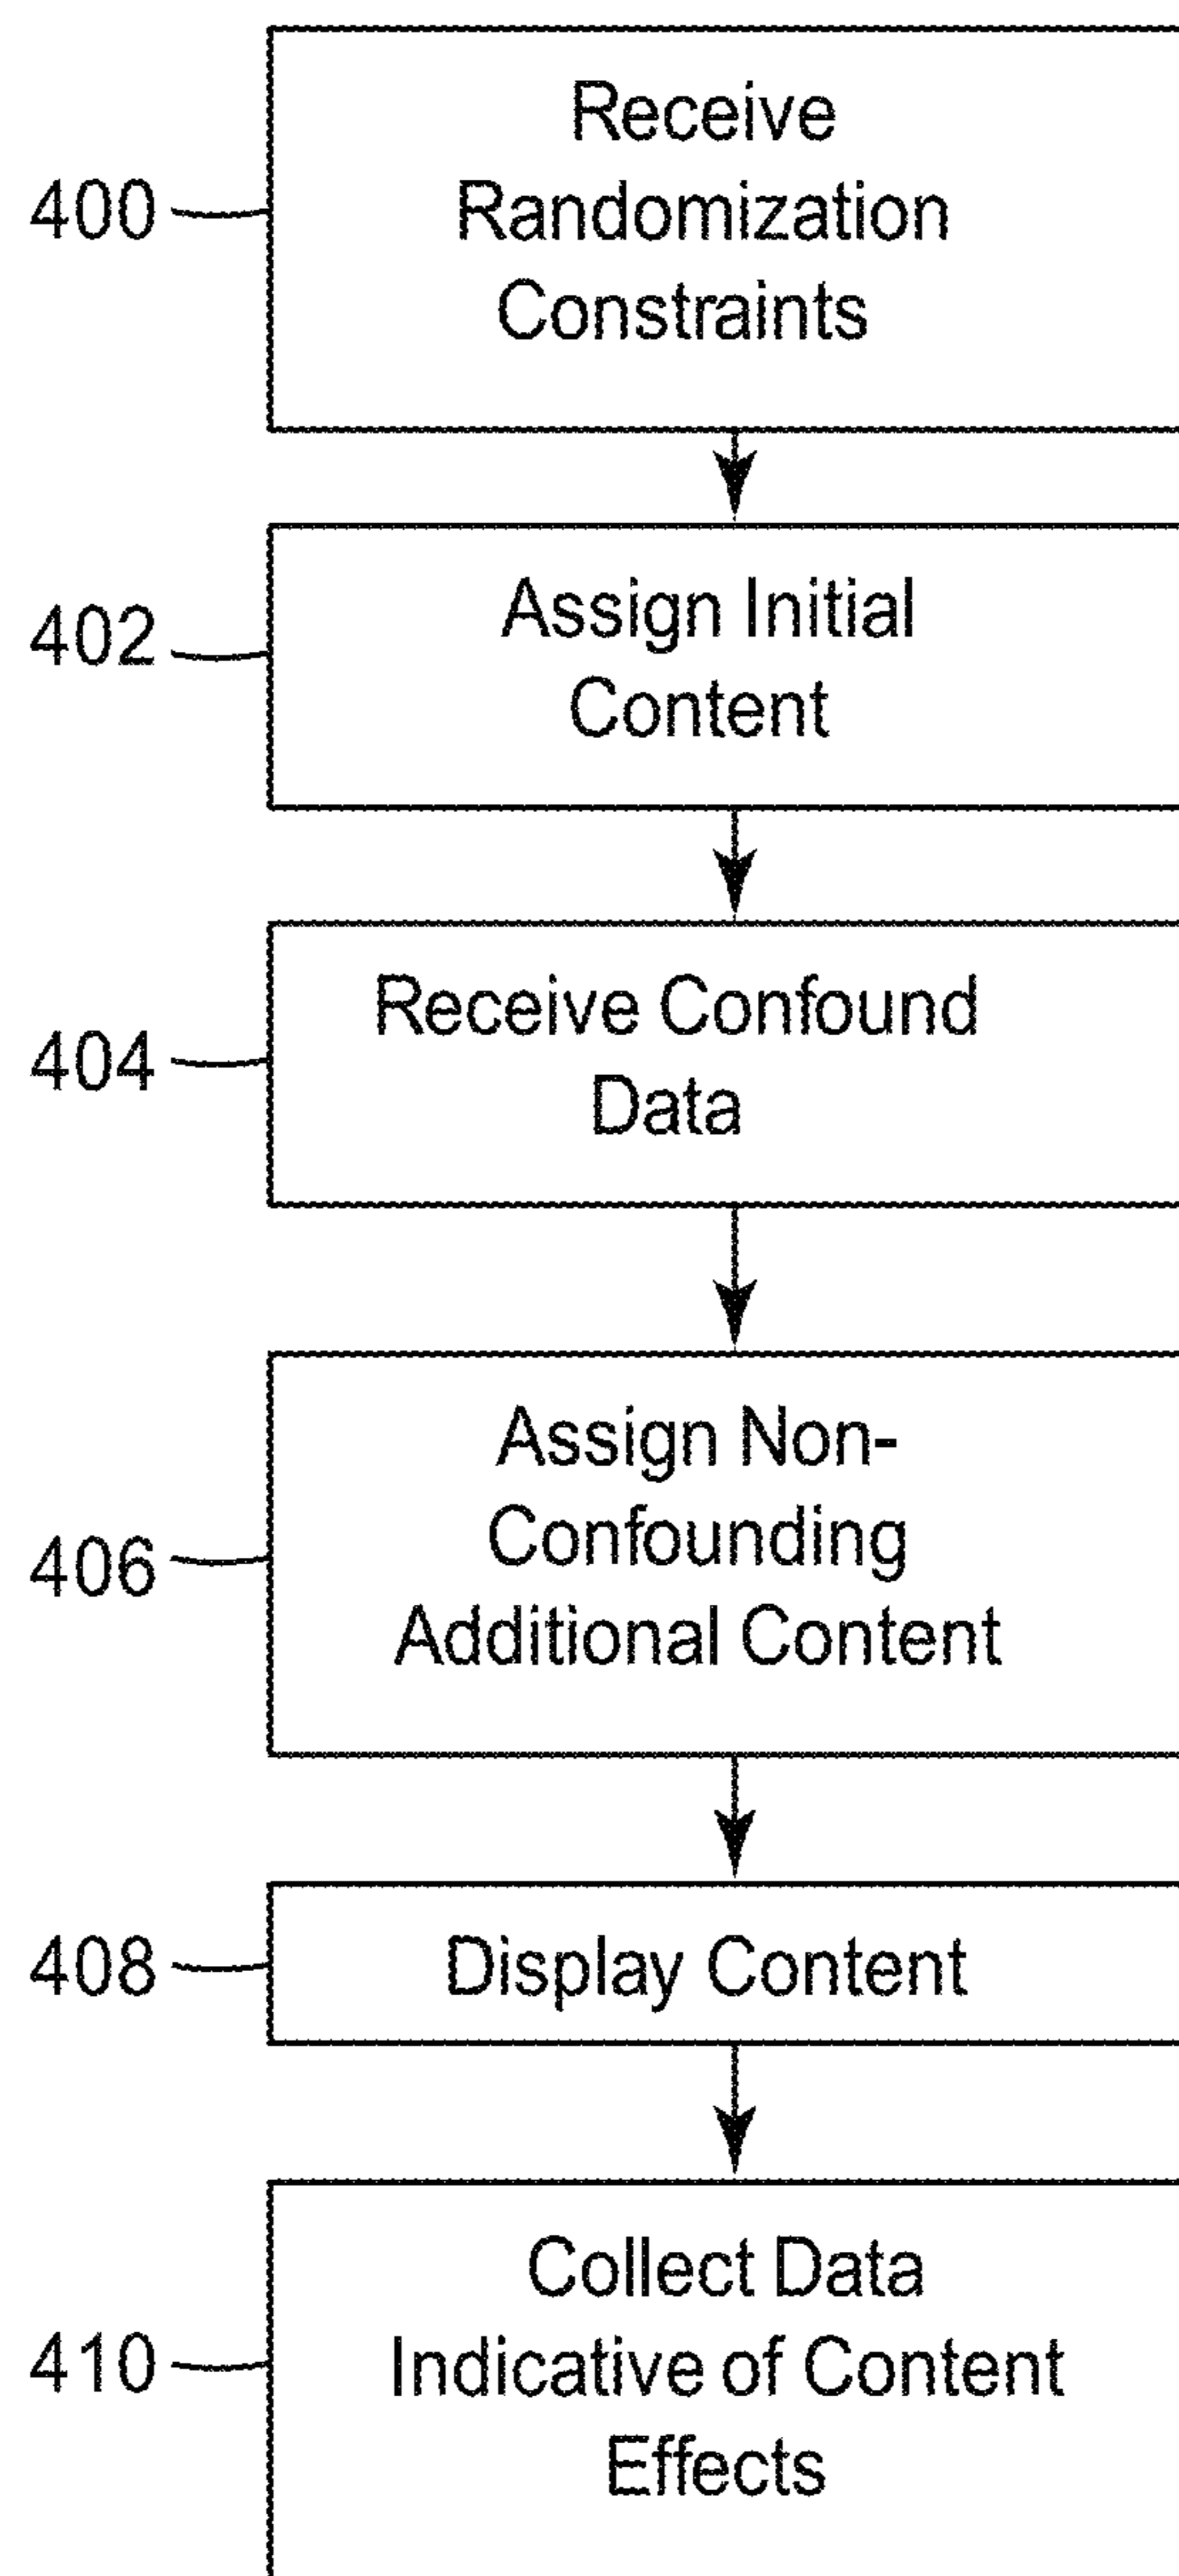 Receive
400
Randomization
Constraints
Assign Initial
402
Content
Receive Confound
404
Data
Assign Non-
Confounding
406
Additional Content
408
Display Content
Collect Data
410
Indicative of Content
Effects